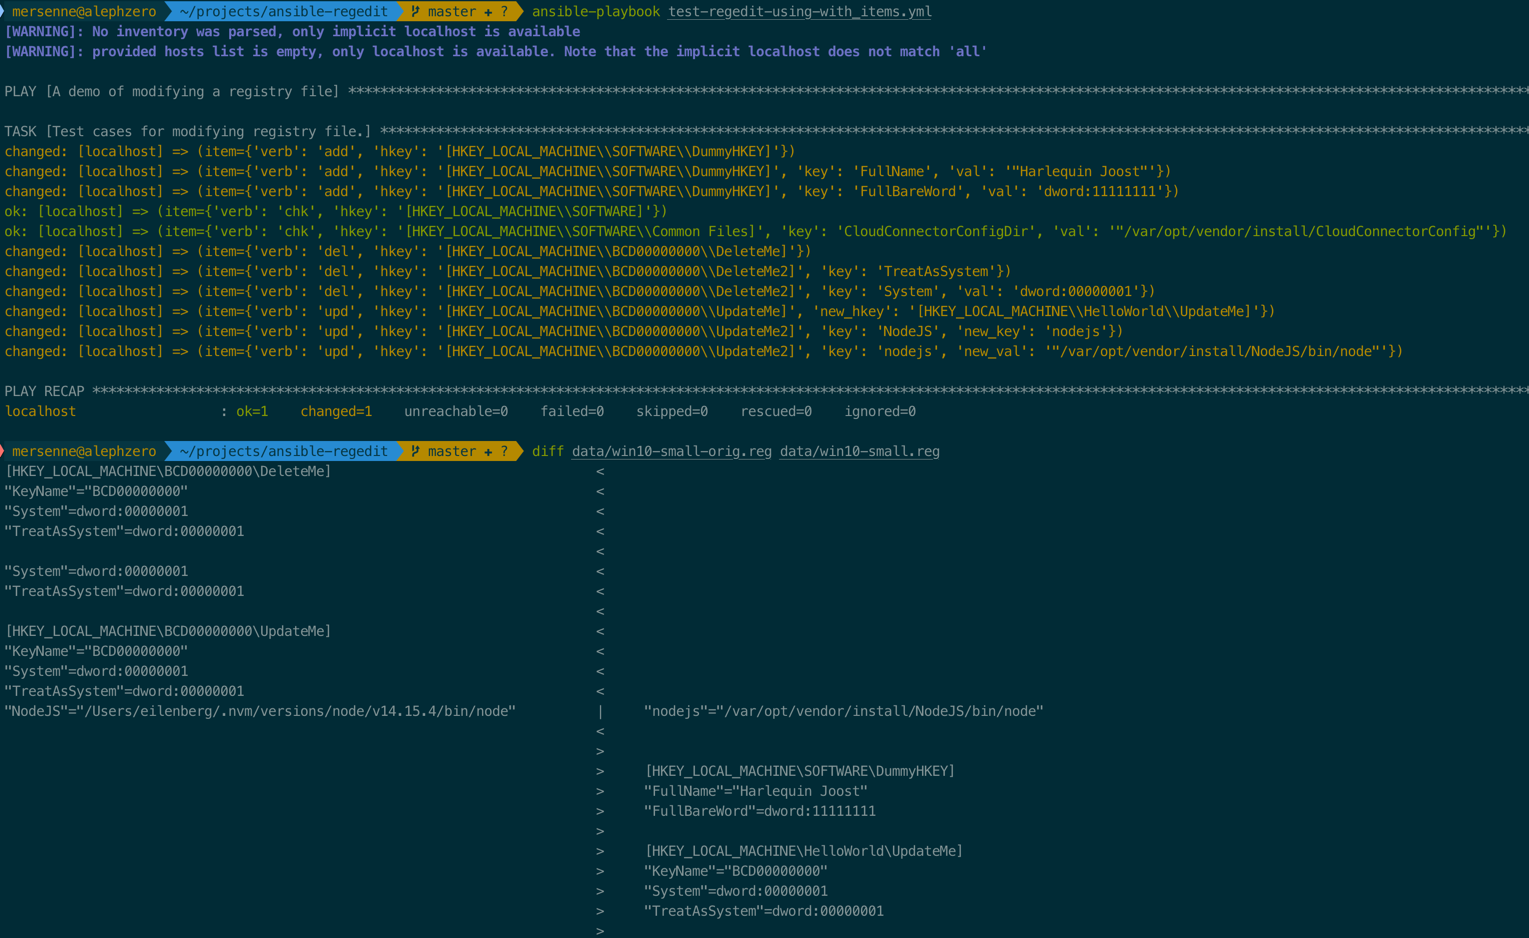 mersenne@alephzero ~/projects/ansible-regedit master + ? ansible-playbook test-regedit-using-with_items.yml
[WARNING]: No inventory was parsed, only implicit localhost is available
[WARNING]: provided hosts list is empty, only localhost is available. Note that the implicit localhost does not match 'all'
PLAY [A demo of modifying a registry file] ****************************************************************************************************************************************************
TASK [Test cases for modifying registry file.] ************************************************************************************************************************************************
changed: [localhost] => (item={'verb': 'add', 'hkey': '[HKEY_LOCAL_MACHINE\\SOFTWARE\\DummyHKEY]'})
changed: [localhost] => (item={'verb': 'add', 'hkey': '[HKEY_LOCAL_MACHINE\\SOFTWARE\\DummyHKEY]', 'key': 'FullName', 'val': '"Harlequin Joost"'})
changed: [localhost] => (item={'verb': 'add', 'hkey': '[HKEY_LOCAL_MACHINE\\SOFTWARE\\DummyHKEY]', 'key': 'FullBareWord', 'val': 'dword:11111111'})
ok: [localhost] => (item={'verb': 'chk', 'hkey': '[HKEY_LOCAL_MACHINE\\SOFTWARE]'})
ok: [localhost] => (item={'verb': 'chk', 'hkey': '[HKEY_LOCAL_MACHINE\\SOFTWARE\\Common Files]', 'key': 'CloudConnectorConfigDir', 'val': '"/var/opt/vendor/install/CloudConnectorConfig"'})
changed: [localhost] => (item={'verb': 'del', 'hkey': '[HKEY_LOCAL_MACHINE\\BCD00000000\\DeleteMe]'})
changed: [localhost] => (item={'verb': 'del', 'hkey': '[HKEY_LOCAL_MACHINE\\BCD00000000\\DeleteMe2]', 'key': 'TreatAsSystem'})
changed: [localhost] => (item={'verb': 'del', 'hkey': '[HKEY_LOCAL_MACHINE\\BCD00000000\\DeleteMe2]', 'key': 'System', 'val': 'dword:00000001'})
changed: [localhost] => (item={'verb': 'upd', 'hkey': '[HKEY_LOCAL_MACHINE\\BCD00000000\\UpdateMe]', 'new_hkey': '[HKEY_LOCAL_MACHINE\\HelloWorld\\UpdateMe]'})
changed: [localhost] => (item={'verb': 'upd', 'hkey': '[HKEY_LOCAL_MACHINE\\BCD00000000\\UpdateMe2]', 'key': 'NodeJS', 'new_key': 'nodejs'})
changed: [localhost] => (item={'verb': 'upd', 'hkey': '[HKEY_LOCAL_MACHINE\\BCD00000000\\UpdateMe2]', 'key': 'nodejs', 'new_val': '"/var/opt/vendor/install/NodeJS/bin/node"'})
PLAY RECAP ************************************************************************************************************************************************************************************
localhost : ok=1 changed=1 unreachable=0 failed=0 skipped=0 rescued=0 ignored=0
mersenne@alephzero ~/projects/ansible-regedit master + ? diff data/win10-small-orig.reg data/win10-small.reg
[HKEY_LOCAL_MACHINE\BCD00000000\DeleteMe] <
"KeyName"="BCD00000000" <
"System"=dword:00000001 <
"TreatAsSystem"=dword:00000001 <
<
"System"=dword:00000001 <
"TreatAsSystem"=dword:00000001 <
<
[HKEY_LOCAL_MACHINE\BCD00000000\UpdateMe] <
"KeyName"="BCD00000000" <
"System"=dword:00000001 <
"TreatAsSystem"=dword:00000001 <
"NodeJS"="/Users/eilenberg/.nvm/versions/node/v14.15.4/bin/node" | "nodejs"="/var/opt/vendor/install/NodeJS/bin/node"
<
>
> [HKEY_LOCAL_MACHINE\SOFTWARE\DummyHKEY]
> "FullName"="Harlequin Joost"
> "FullBareWord"=dword:11111111
>
> [HKEY_LOCAL_MACHINE\HelloWorld\UpdateMe]
> "KeyName"="BCD00000000"
> "System"=dword:00000001
> "TreatAsSystem"=dword:00000001
>